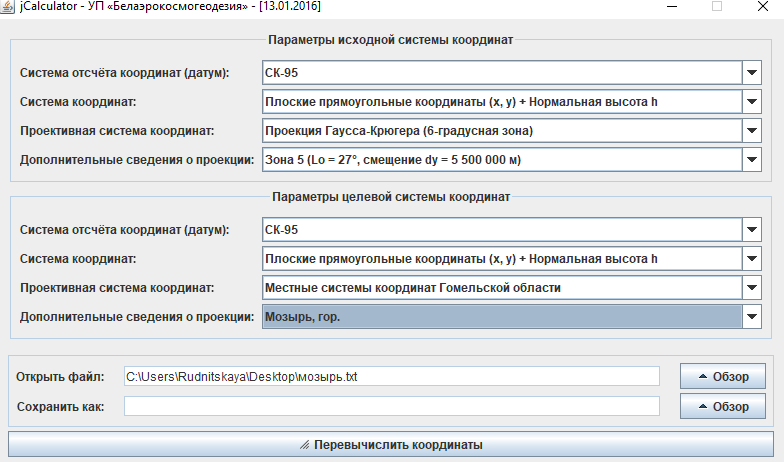 jCalculator - УП «Белаэрокосмогеодезия» - [13.01.2016]
Параметры исходной системы координат
Система отсчёта координат (датум): СК-95
Система координат: Плоские прямоугольные координаты (x, y) + Нормальная высота h
Проективная система координат: Проекция Гаусса-Крюгера (6-градусная зона)
Дополнительные сведения о проекции: Зона 5 (Lo = 27°, смещение dy = 5 500 000 м)
Параметры целевой системы координат
Система отсчёта координат (датум): СК-95
Система координат: Плоские прямоугольные координаты (x, y) + Нормальная высота h
Проективная система координат: Местные системы координат Гомельской области
Дополнительные сведения о проекции: Мозырь, гор.
Открыть файл: C:\Users\Rudnitskaya\Desktop\мозырь.txt Обзор
Сохранить как: Обзор
Перевычислить координаты